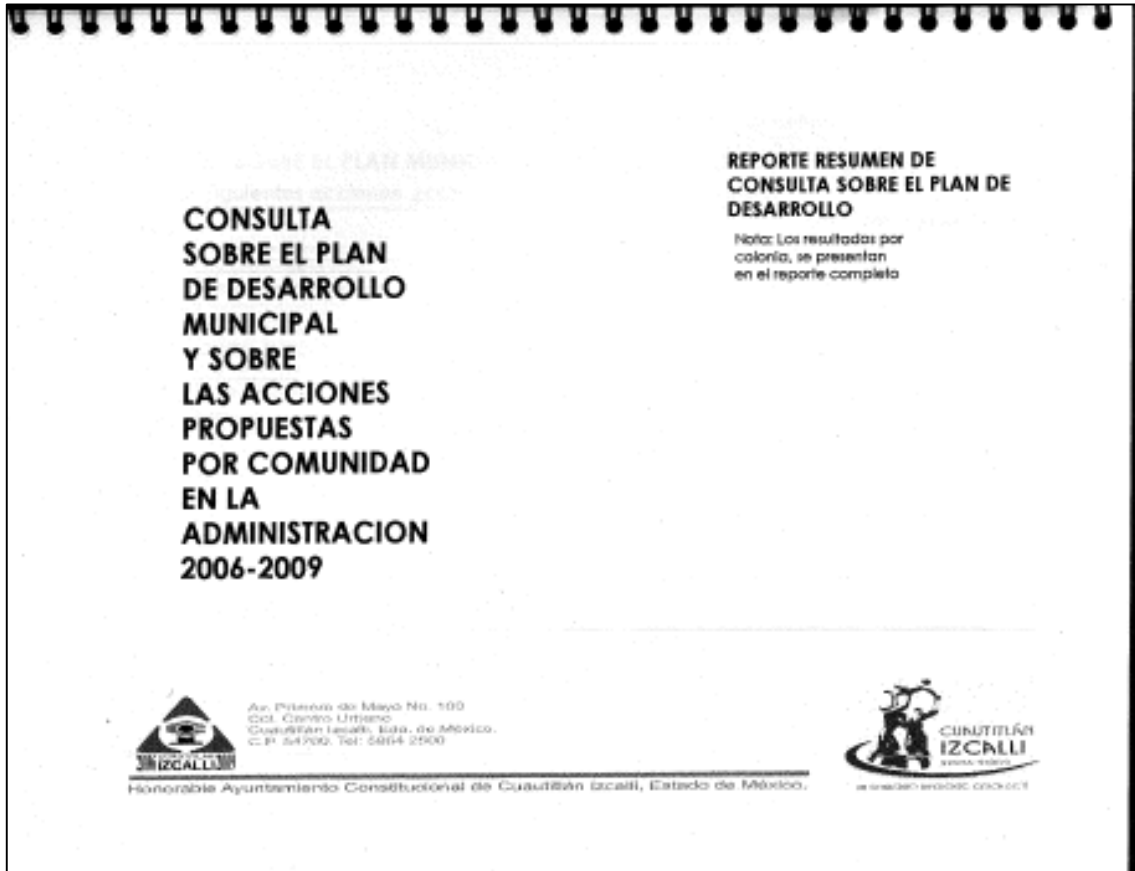 CONSULTA
SOBRE EL PLAN
DE DESARROLLO
MUNICIPAL
Y SOBRE
LAS ACCIONES
PROPUESTAS
POR COMUNIDAD
EN LA
ADMINISTRACION
2006-2009
REPORTE RESUMEN DE
CONSULTA SOBRE EL PLAN DE
DESARROLLO
Nota: Los resultados por
colonia, se presentan
en el reporte completo
IZCALLI
Av. Primero de Mayo No. 100
Col. Centro Urbano
Cuautitlán Izcalli, Edo. de México.
C.P. 54700, Tel: 5864 2500
Honorable Ayuntamiento Constitucional de Cuautitlán Izcalli, Estado de México.
CUAUTITLÁN
IZCALLI